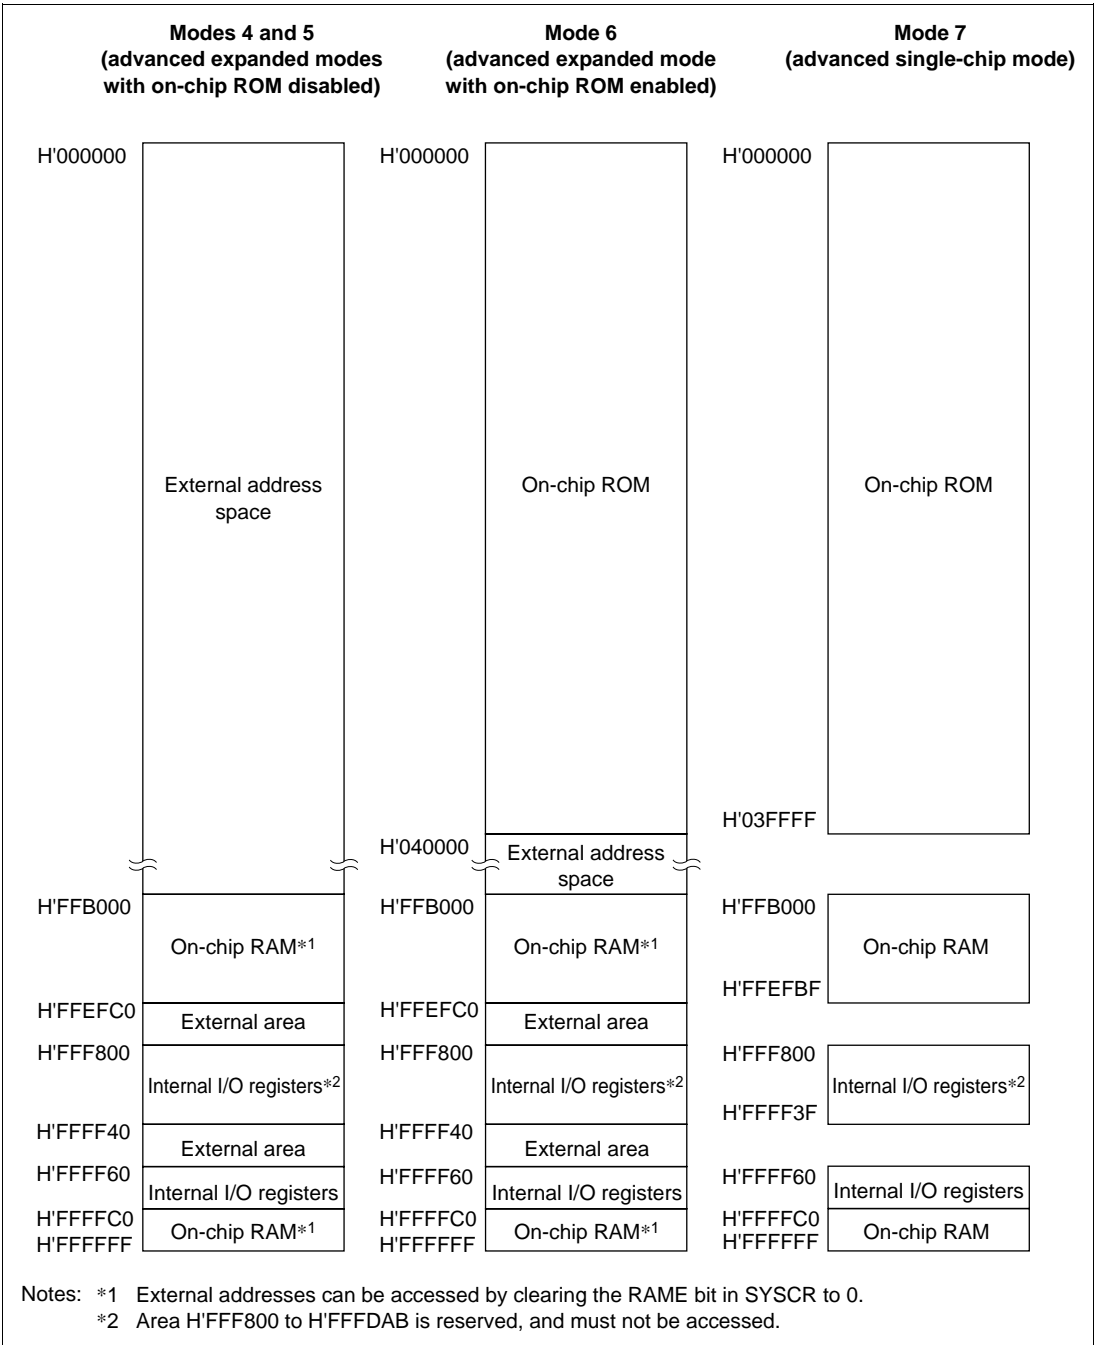 Modes 4 and 5
(advanced expanded modes
with on-chip ROM disabled)
Mode 6
(advanced expanded mode
with on-chip ROM enabled)
Mode 7
(advanced single-chip mode)
H'000000
External address
space
H'FFB000
On-chip RAM*1
H'FFEFC0
External area
H'FFF800
Internal I/O registers*2
H'FFFF40
External area
H'FFFF60
Internal I/O registers
H'FFFFC0
On-chip RAM*1
H'FFFFFF
H'000000
On-chip ROM
H'040000
External address
space
H'FFB000
On-chip RAM*1
H'FFEFC0
External area
H'FFF800
Internal I/O registers*2
H'FFFF40
External area
H'FFFF60
Internal I/O registers
H'FFFFC0
On-chip RAM*1
H'FFFFFF
H'000000
On-chip ROM
H'03FFFF
H'FFB000
On-chip RAM
H'FFEFBF
H'FFF800
Internal I/O registers*2
H'FFFF3F
H'FFFF60
Internal I/O registers
H'FFFFC0
On-chip RAM
H'FFFFFF
Notes: *1 External addresses can be accessed by clearing the RAME bit in SYSCR to 0.
*2 Area H'FFF800 to H'FFFDAB is reserved, and must not be accessed.